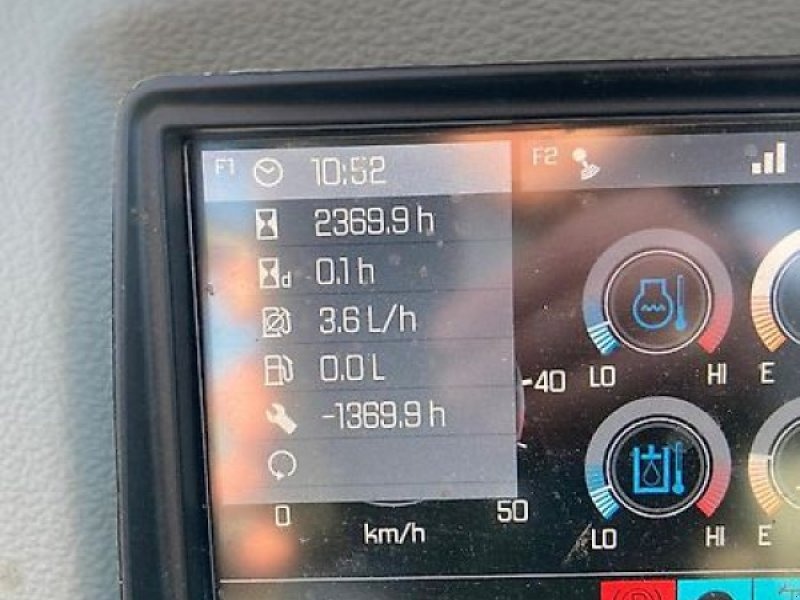 F1 10:52
F2
2369.9 h
d 0.1 h
3.6 L/h
0.0 L
-1369.9 h
LO HI E
40
0 50
km/h
LO HI E